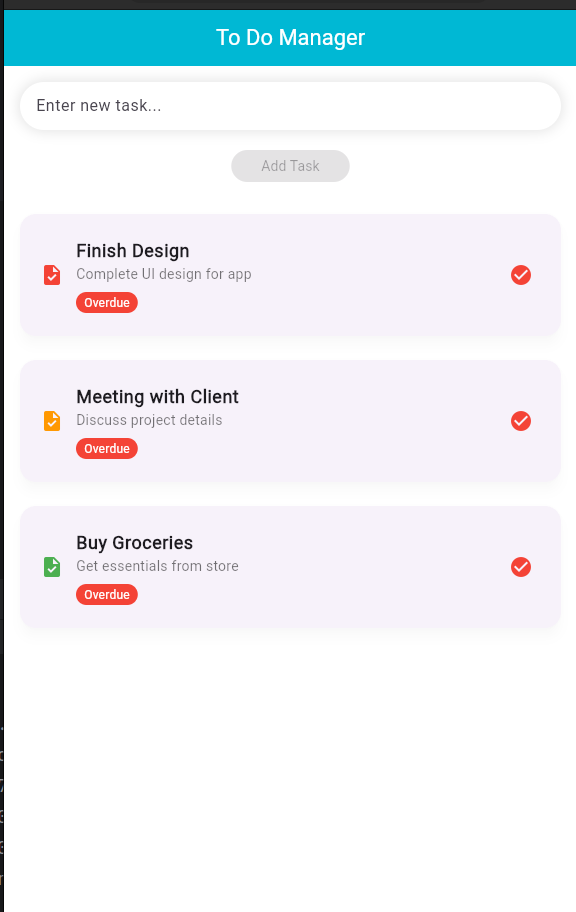 To Do Manager
Enter new task...
Add Task
Finish Design
Complete UI design for app
Overdue
Meeting with Client
Discuss project details
Overdue
Buy Groceries
Get essentials from store
Overdue